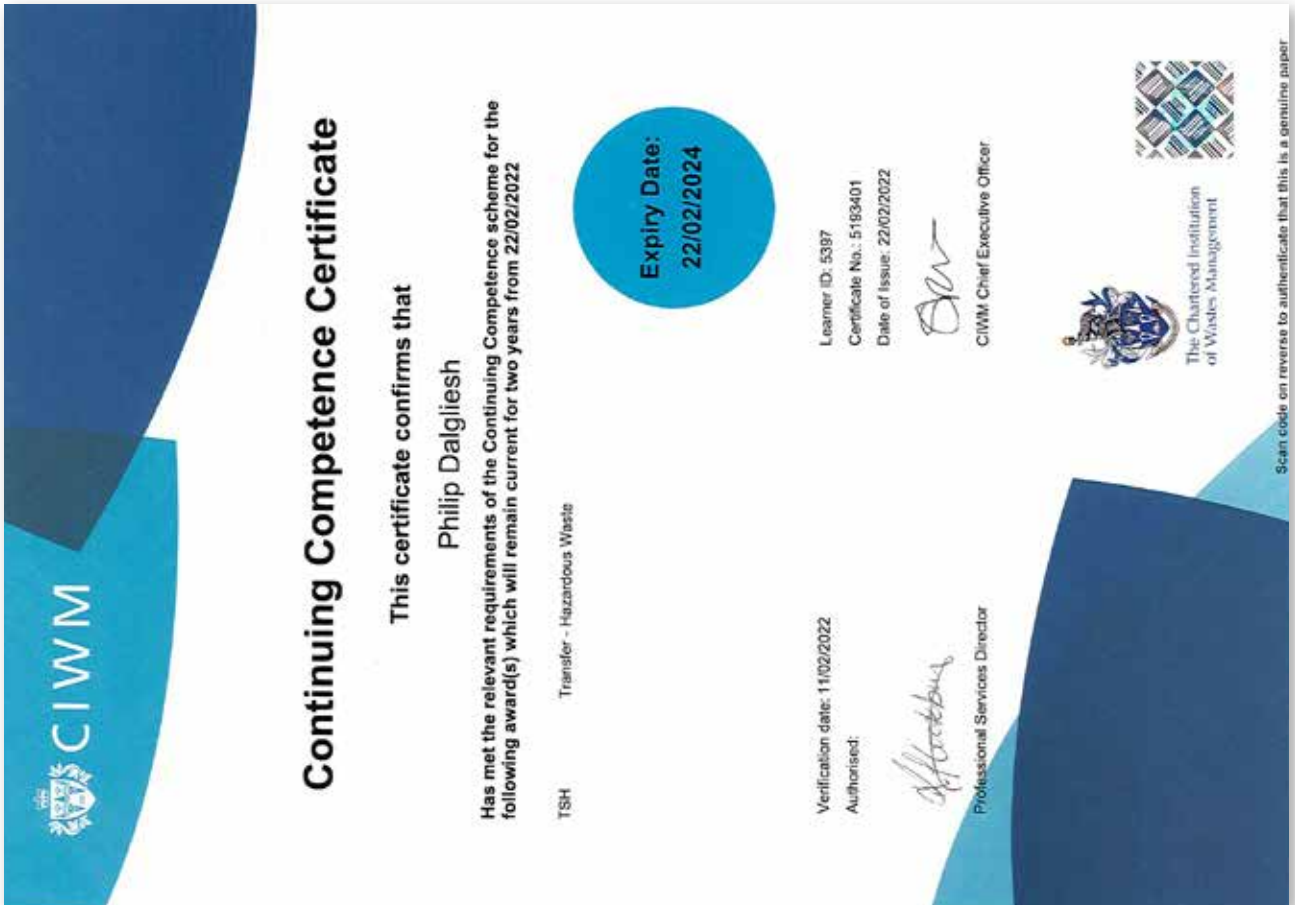 CIWM
Continuing Competence Certificate
This certificate confirms that
Philip Dalgliesh
Has met the relevant requirements of the Continuing Competence scheme for the
following award(s) which will remain current for two years from 22/02/2022
TSH Transfer - Hazardous Waste
Expiry Date:
22/02/2024
Verification date: 11/02/2022
Authorised:
Professional Services Director
Learner ID: 5397
Certificate No.: 5193401
Date of Issue: 22/02/2022
CIWM Chief Executive Officer
The Chartered Institution
of Wastes Management
Scan code on reverse to authenticate that this is a genuine paper